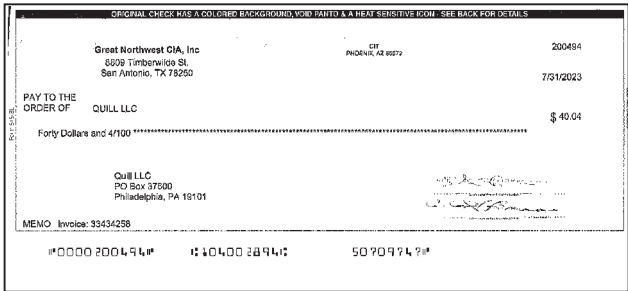 ORIGINAL CHECK HAS A COLORED BACKGROUND, VOID PANTO & A HEAT SENSITIVE ICON - SEE BACK FOR DETAILS
Great Northwest CIA, Inc
8809 Timberwilde St.
San Antonio, TX 78250
CIT
PHOENIX, AZ
200494
7/31/2023
PAY TO THE
ORDER OF QUILL LLC
$ 40.04
Forty Dollars and 4/100 **********
Quill LLC
PO Box 37600
Philadelphia, PA 19101
MEMO Invoice: 33434258
⑈0000200494⑈ ⑆104002894⑆ 50709747⑈